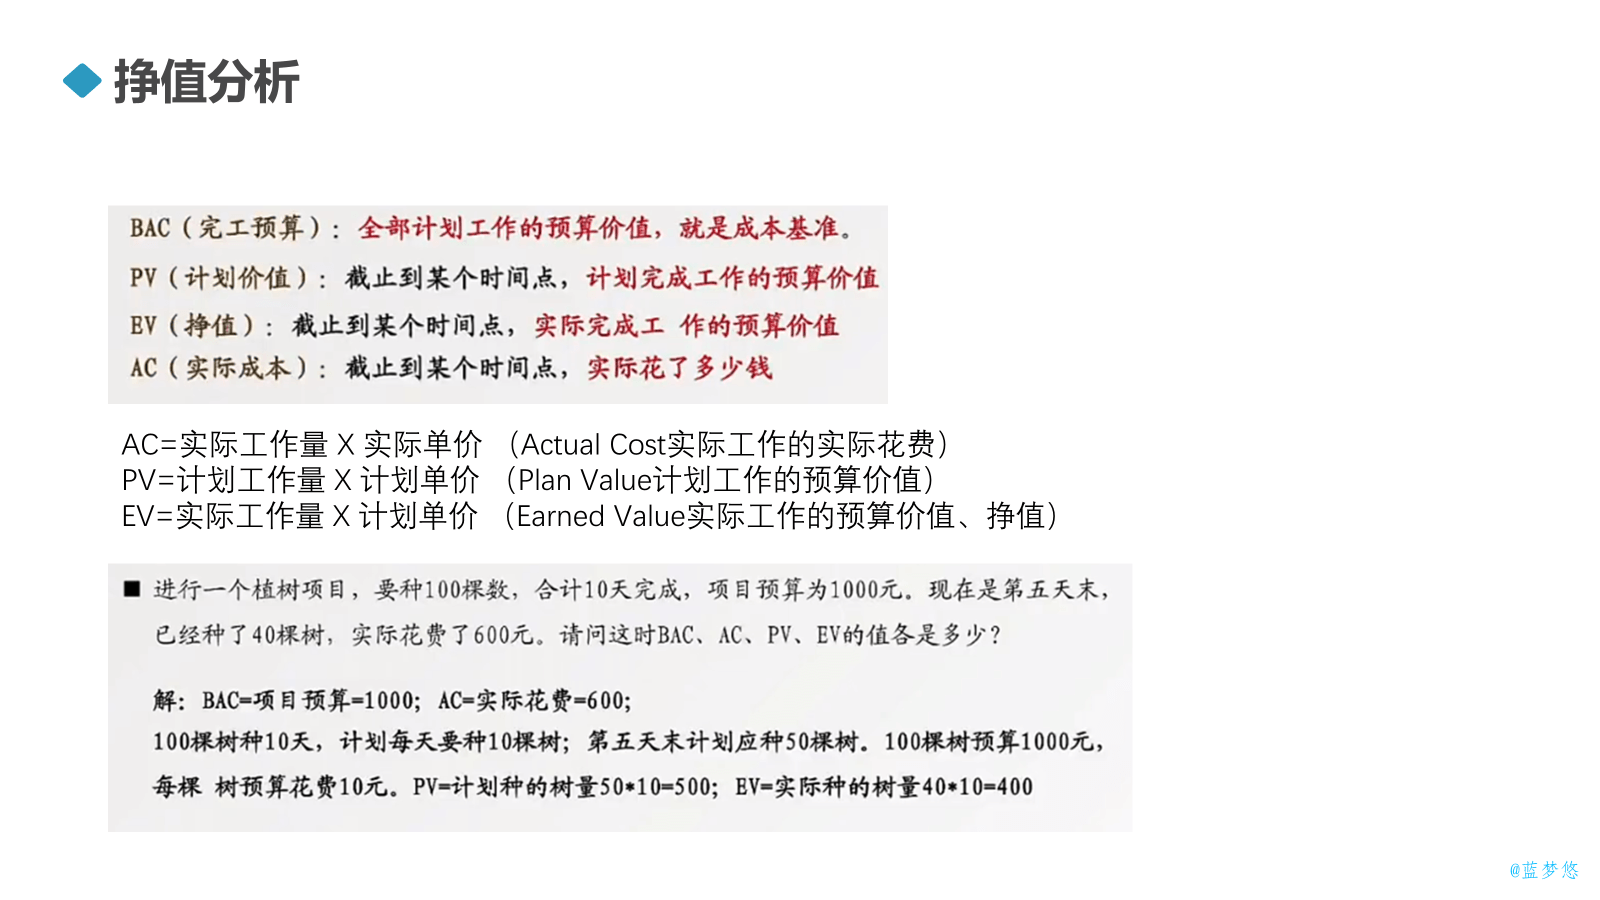 挣值分析
BAC（完工预算）：全部计划工作的预算价值，就是成本基准。
PV（计划价值）：截止到某个时间点，计划完成工作的预算价值
EV（挣值）：截止到某个时间点，实际完成工 作的预算价值
AC（实际成本）：截止到某个时间点，实际花了多少钱
AC=实际工作量 X 实际单价 （Actual Cost实际工作的实际花费）
PV=计划工作量 X 计划单价 （Plan Value计划工作的预算价值）
EV=实际工作量 X 计划单价 （Earned Value实际工作的预算价值、挣值）
■ 进行一个植树项目，要种100棵数，合计10天完成，项目预算为1000元。现在是第五天末，
已经种了40棵树，实际花费了600元。请问这时BAC、AC、PV、EV的值各是多少？
解：BAC=项目预算=1000；AC=实际花费=600；
100棵树种10天，计划每天要种10棵树；第五天末计划应种50棵树。100棵树预算1000元，
每棵 树预算花费10元。PV=计划种的树量50*10=500；EV=实际种的树量40*10=400
@蓝梦悠